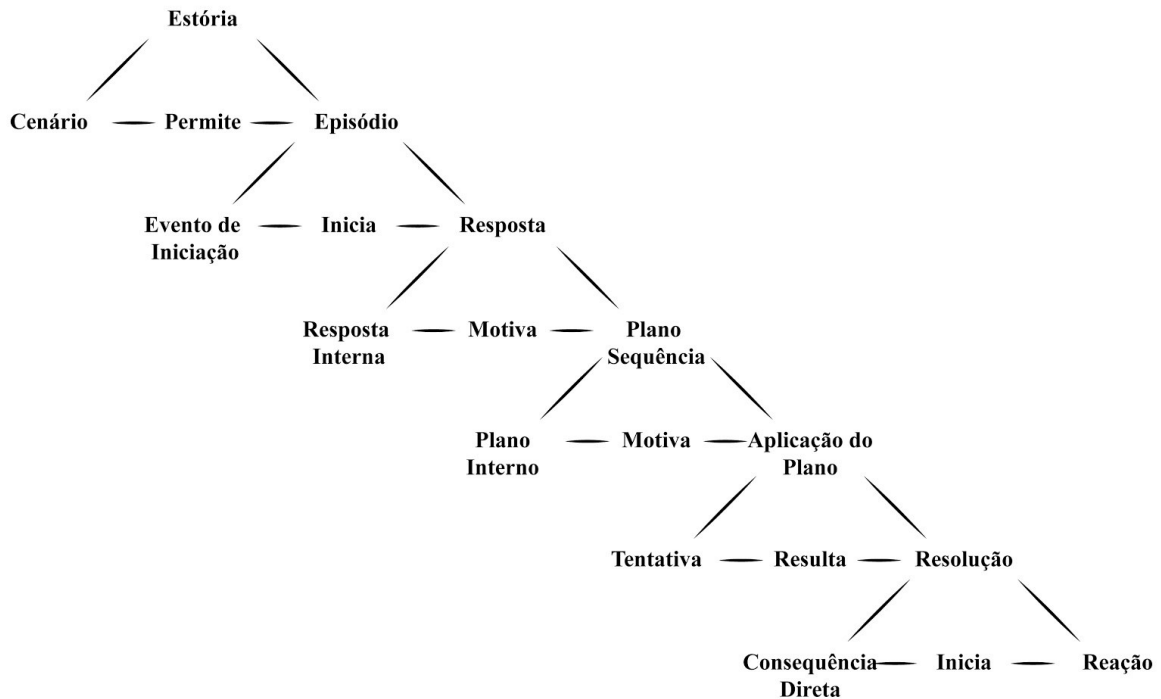 Estória
Cenário Permite Episódio
Evento de Iniciação Inicia Resposta
Resposta Interna Motiva Plano Sequência
Plano Interno Motiva Aplicação do Plano
Tentativa Resulta Resolução
Consequência Direta Inicia Reação